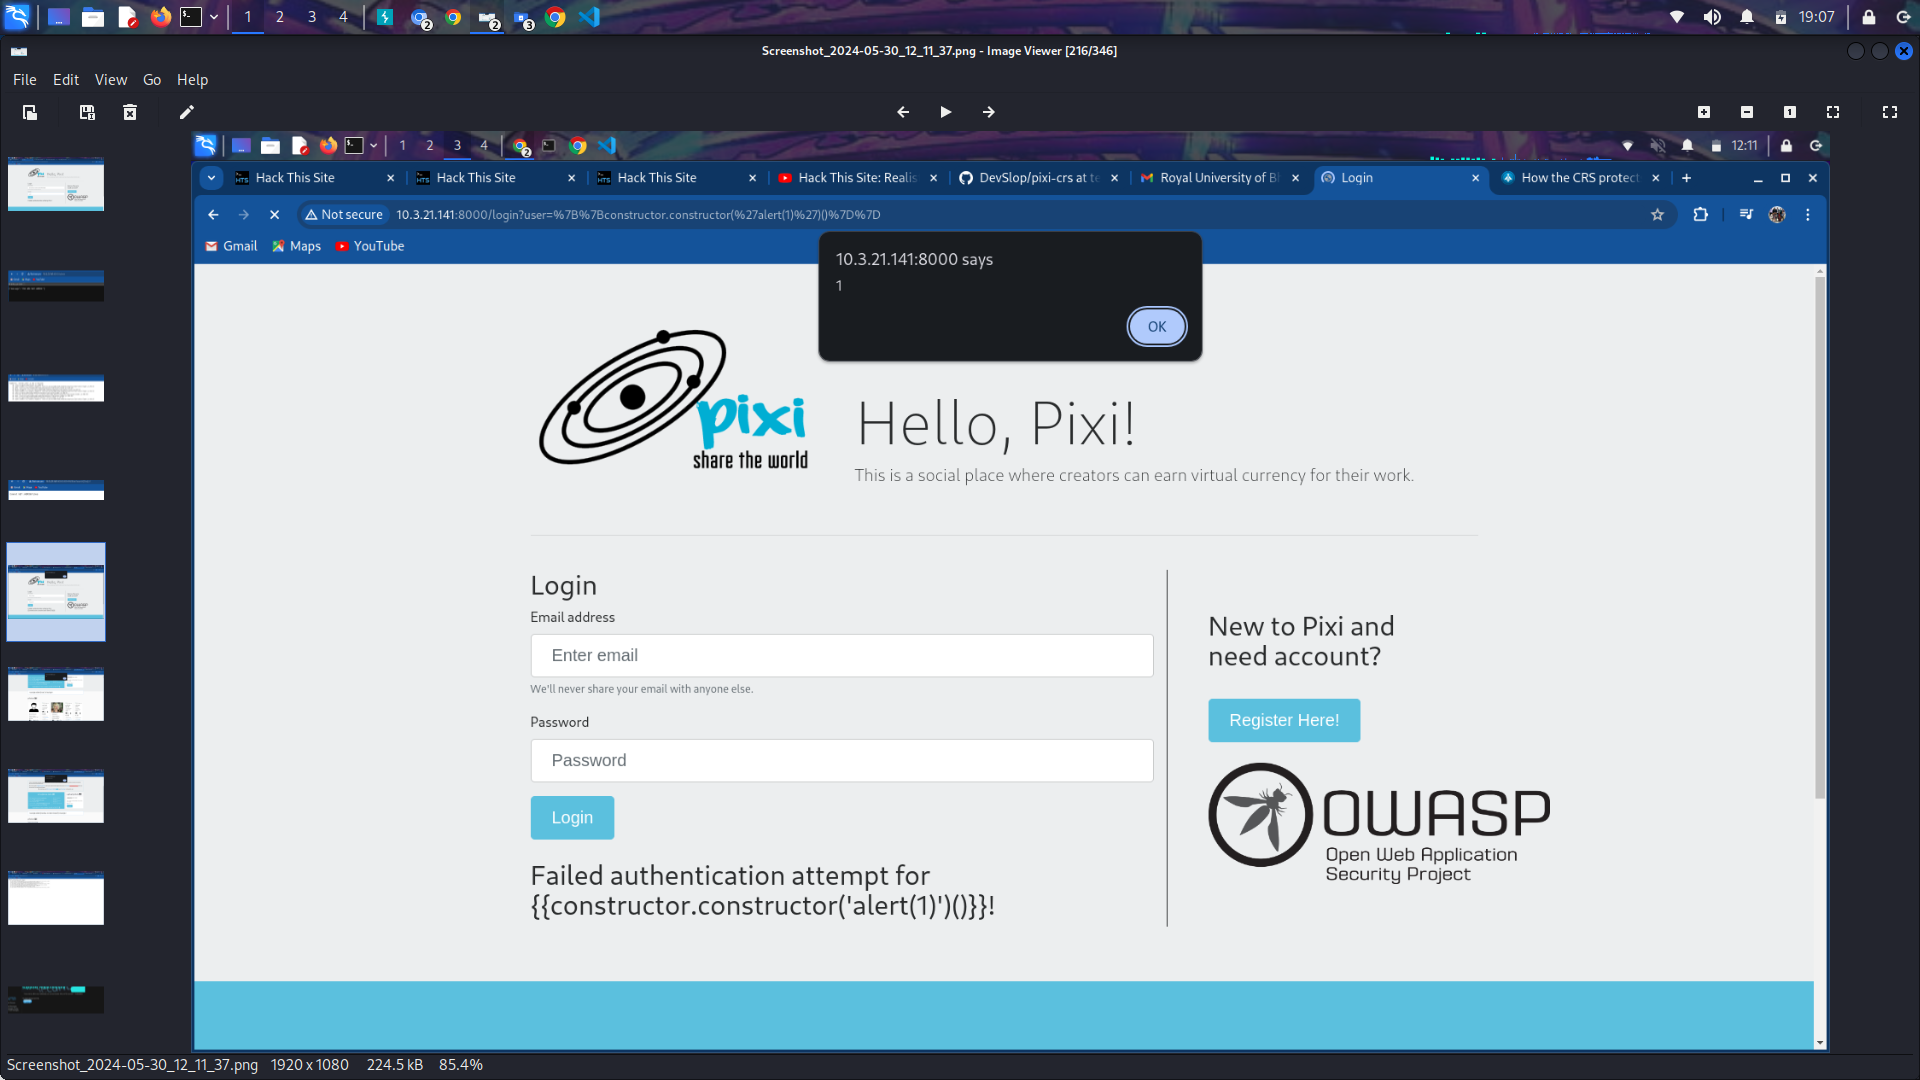 1 2 3 4 2 2 3 19:07
Screenshot_2024-05-30_12_11_37.png - Image Viewer [216/346]
File Edit View Go Help
1 2 3 4 2 12:11
Hack This Site Hack This Site Hack This Site Hack This Site: Realis DevSlop/pixi-crs at te Royal University of B Login How the CRS protect
Not secure 10.3.21.141:8000/login?user=%7B%7Bconstructor.constructor(%27alert(1)%27)()%7D%7D
Gmail Maps YouTube
10.3.21.141:8000 says
1
OK
pixi
share the world
Hello, Pixi!
This is a social place where creators can earn virtual currency for their work.
Login
Email address
Enter email
We'll never share your email with anyone else.
Password
Password
Login
Failed authentication attempt for
{{constructor.constructor('alert(1)')()}}!
New to Pixi and
need account?
Register Here!
OWASP
Open Web Application
Security Project
Screenshot_2024-05-30_12_11_37.png 1920 x 1080 224.5 kB 85.4%